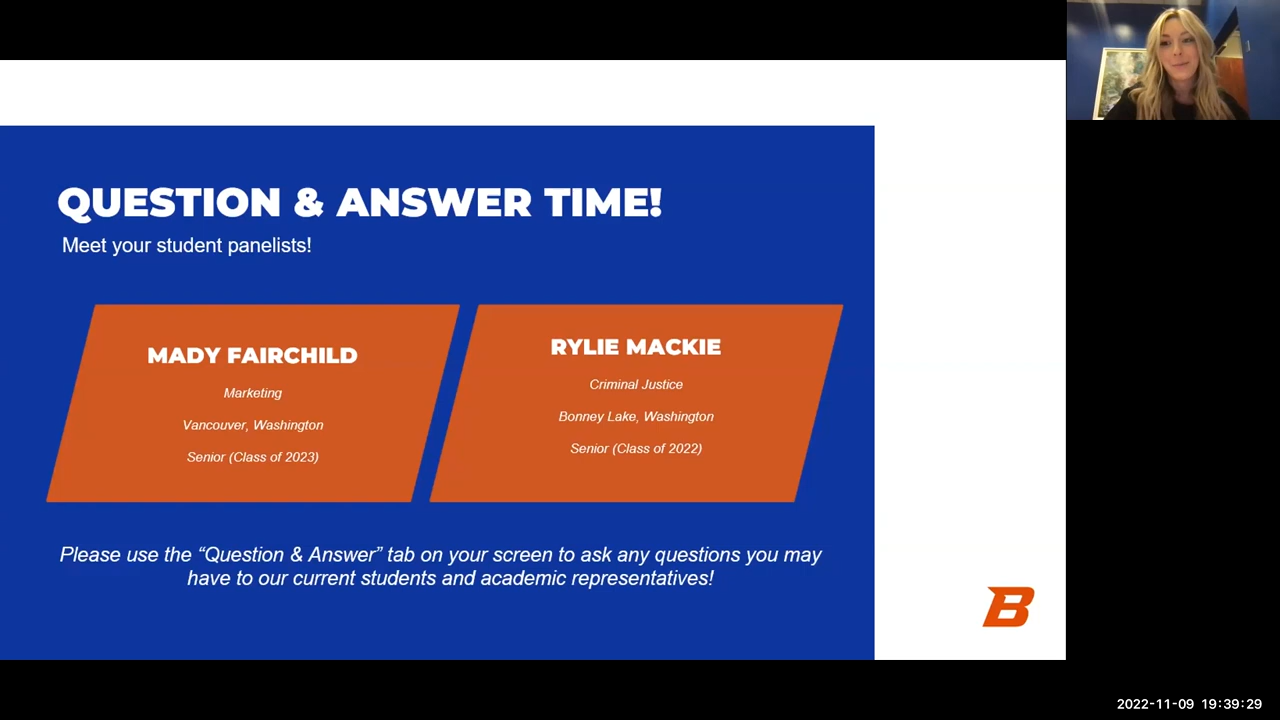 QUESTION & ANSWER TIME!
Meet your student panelists!
MADY FAIRCHILD
Marketing
Vancouver, Washington
Senior (Class of 2023)
RYLIE MACKIE
Criminal Justice
Bonney Lake, Washington
Senior (Class of 2022)
Please use the “Question & Answer” tab on your screen to ask any questions you may
have to our current students and academic representatives!
B
2022-11-09 19:39:29